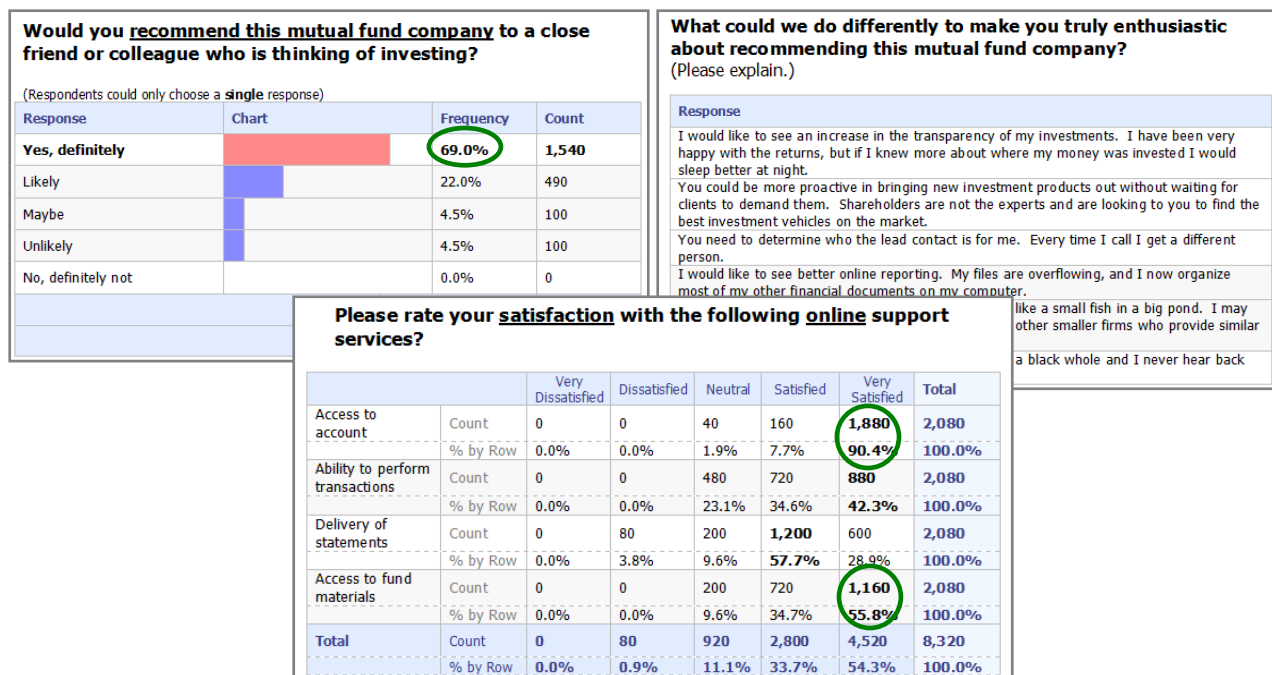 Would you recommend this mutual fund company to a close
friend or colleague who is thinking of investing?
(Respondents could only choose a single response)
Response Chart Frequency Count
Yes, definitely 69.0% 1,540
Likely 22.0% 490
Maybe 4.5% 100
Unlikely 4.5% 100
No, definitely not 0.0% 0
What could we do differently to make you truly enthusiastic
about recommending this mutual fund company?
(Please explain.)
Response
I would like to see an increase in the transparency of my investments. I have been very
happy with the returns, but if I knew more about where my money was invested I would
sleep better at night.
You could be more proactive in bringing new investment products out without waiting for
clients to demand them. Shareholders are not the experts and are looking to you to find the
best investment vehicles on the market.
You need to determine who the lead contact is for me. Every time I call I get a different
person.
I would like to see better online reporting. My files are overflowing, and I now organize
most of my other financial documents on my computer.
like a small fish in a big pond. I may
other smaller firms who provide similar
a black whole and I never hear back
Please rate your satisfaction with the following online support
services?
Very Dissatisfied Dissatisfied Neutral Satisfied Very Satisfied Total
Access to account Count 0 0 40 160 1,880 2,080
% by Row 0.0% 0.0% 1.9% 7.7% 90.4% 100.0%
Ability to perform transactions Count 0 0 480 720 880 2,080
% by Row 0.0% 0.0% 23.1% 34.6% 42.3% 100.0%
Delivery of statements Count 0 80 200 1,200 600 2,080
% by Row 0.0% 3.8% 9.6% 57.7% 28.9% 100.0%
Access to fund materials Count 0 0 200 720 1,160 2,080
% by Row 0.0% 0.0% 9.6% 34.7% 55.8% 100.0%
Total Count 0 80 920 2,800 4,520 8,320
% by Row 0.0% 0.9% 11.1% 33.7% 54.3% 100.0%